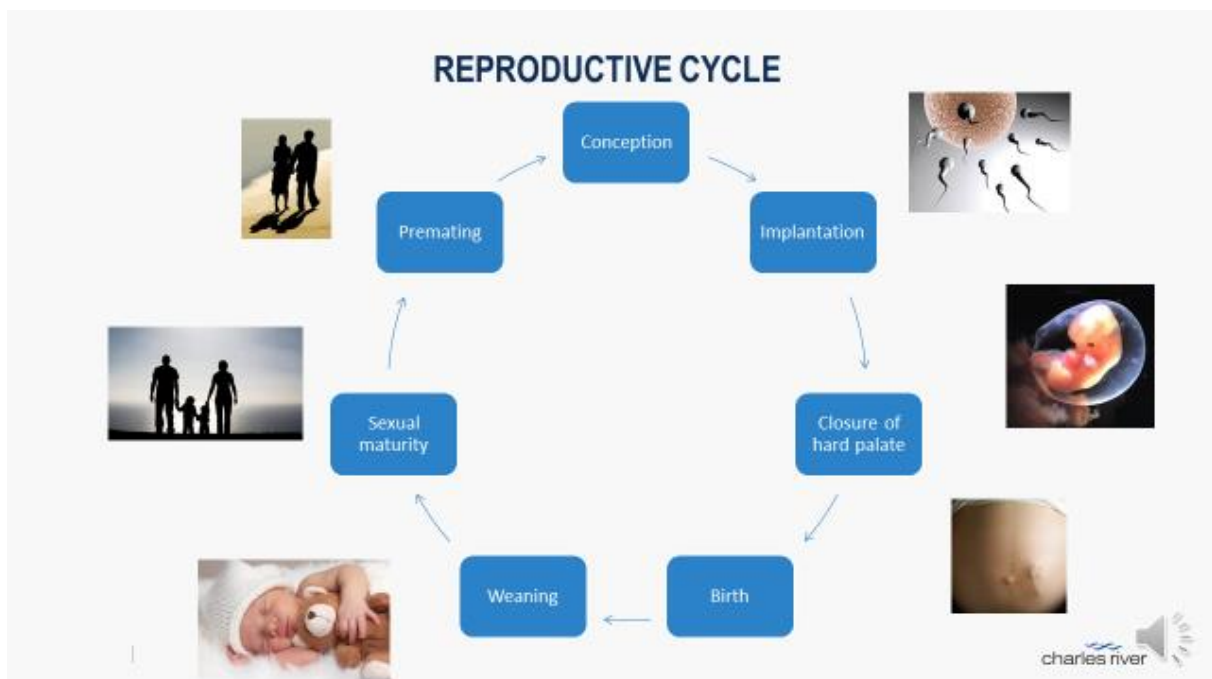 REPRODUCTIVE CYCLE
Conception
Implantation
Closure of
hard palate
Birth
Weaning
Sexual
maturity
Premating
charles river